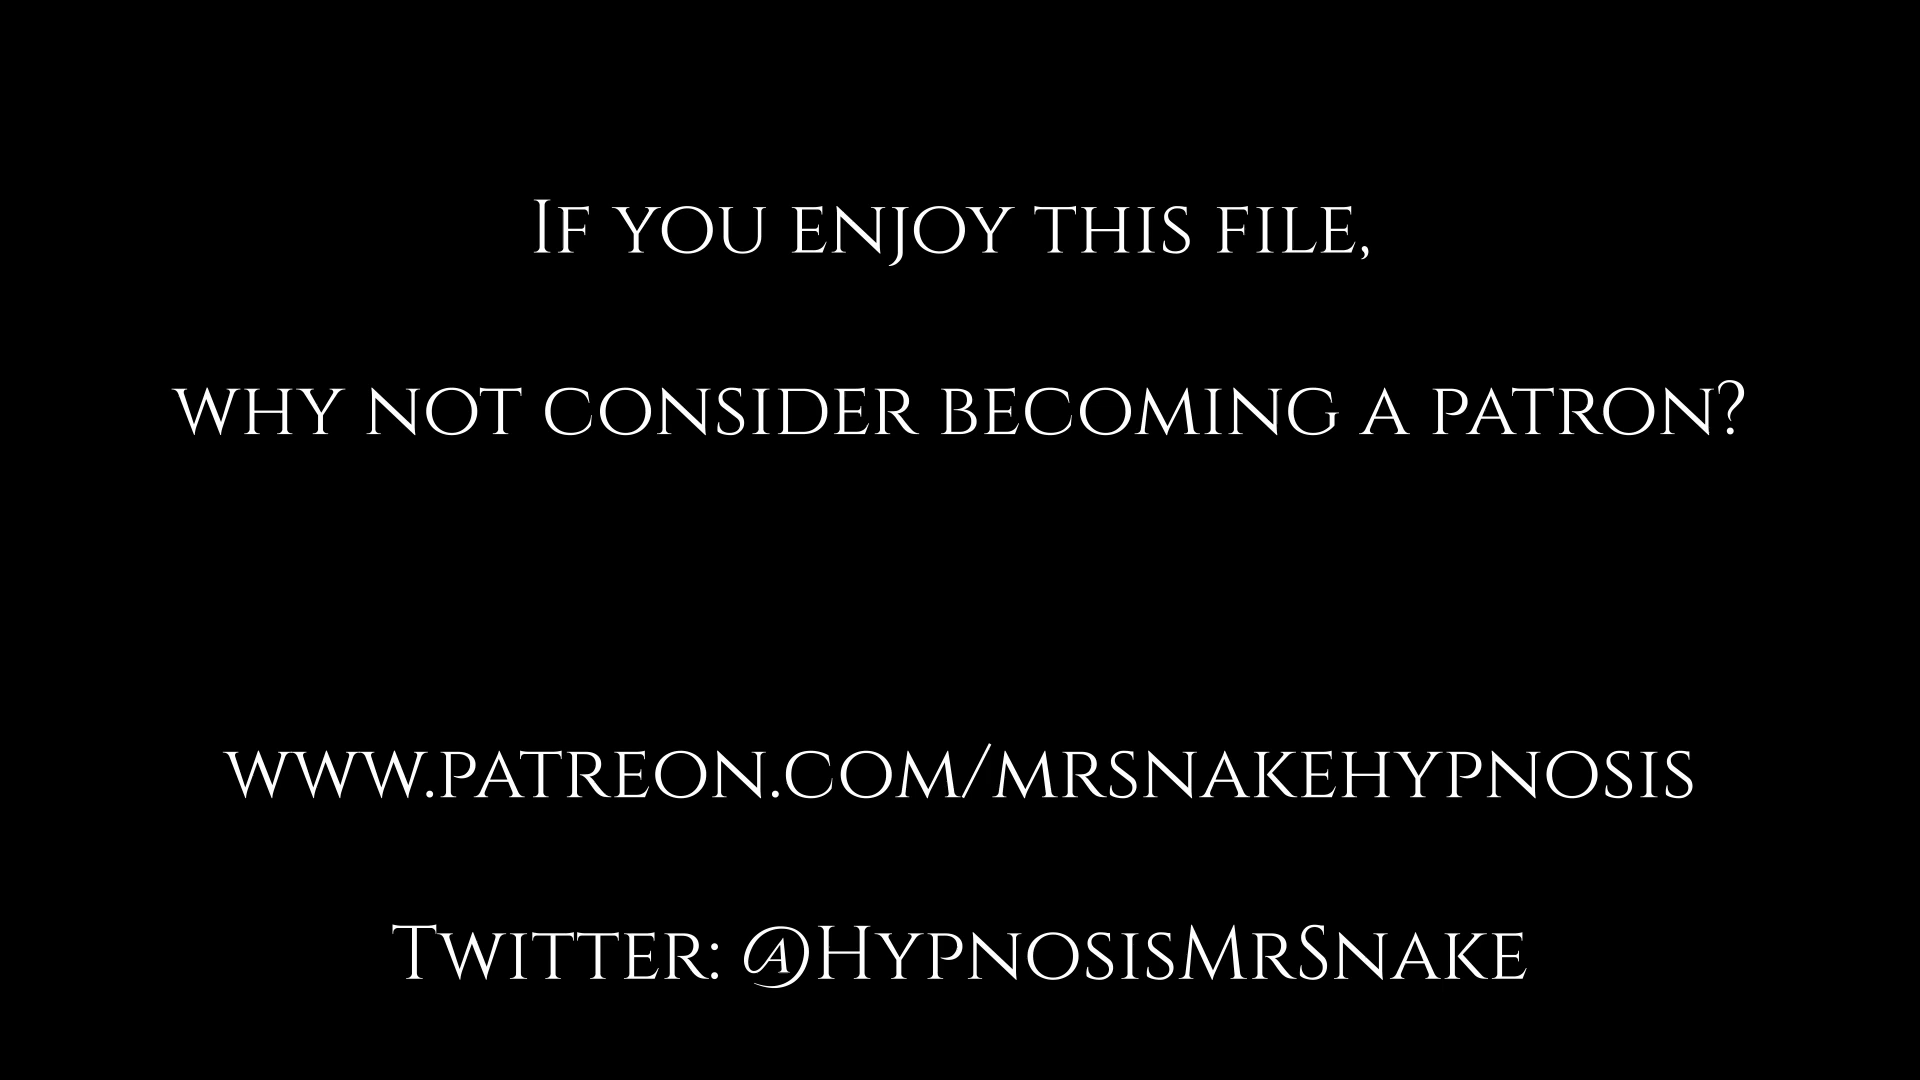 If you enjoy this file,
why not consider becoming a patron?
www.patreon.com/mrsnakehypnosis
Twitter: @HypnosisMrSnake